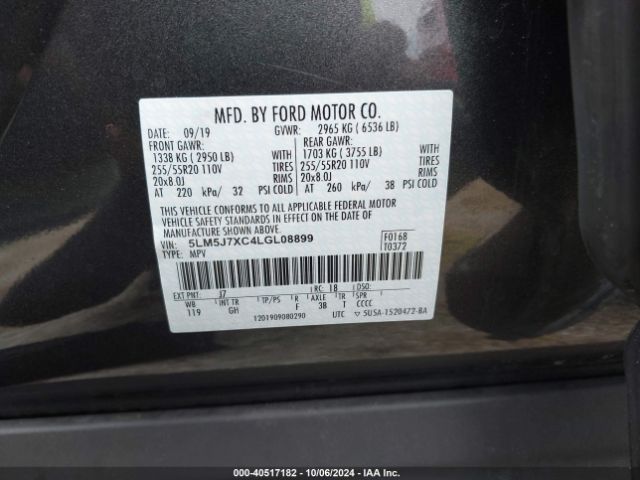 MFD. BY FORD MOTOR CO.
DATE: 09/19 GVWR: 2965 KG ( 6536 LB)
FRONT GAWR: REAR GAWR:
1338 KG ( 2950 LB) WITH 1703 KG ( 3755 LB) WITH
255/55R20 110V TIRES 255/55R20 110V TIRES
20x8.0J RIMS 20x8.0J RIMS
AT 220 kPa/ 32 PSI COLD AT 260 kPa/ 38 PSI COLD
THIS VEHICLE CONFORMS TO ALL APPLICABLE FEDERAL MOTOR
VEHICLE SAFETY STANDARDS IN EFFECT ON THE DATE OF
MANUFACTURE SHOWN ABOVE.
VIN: 5LM5J7XC4LGL08899 F0168
TYPE: MPV T0372
EXT PNT: J7 RC: 18 DSO:
WB INT TR TP/PS R AXLE TR SPR
119 GH F 38 T CCCC
1201909080290 UTC ▽ 5USA-1520472-BA
000-40517182 | 10/06/2024 | IAA Auctions